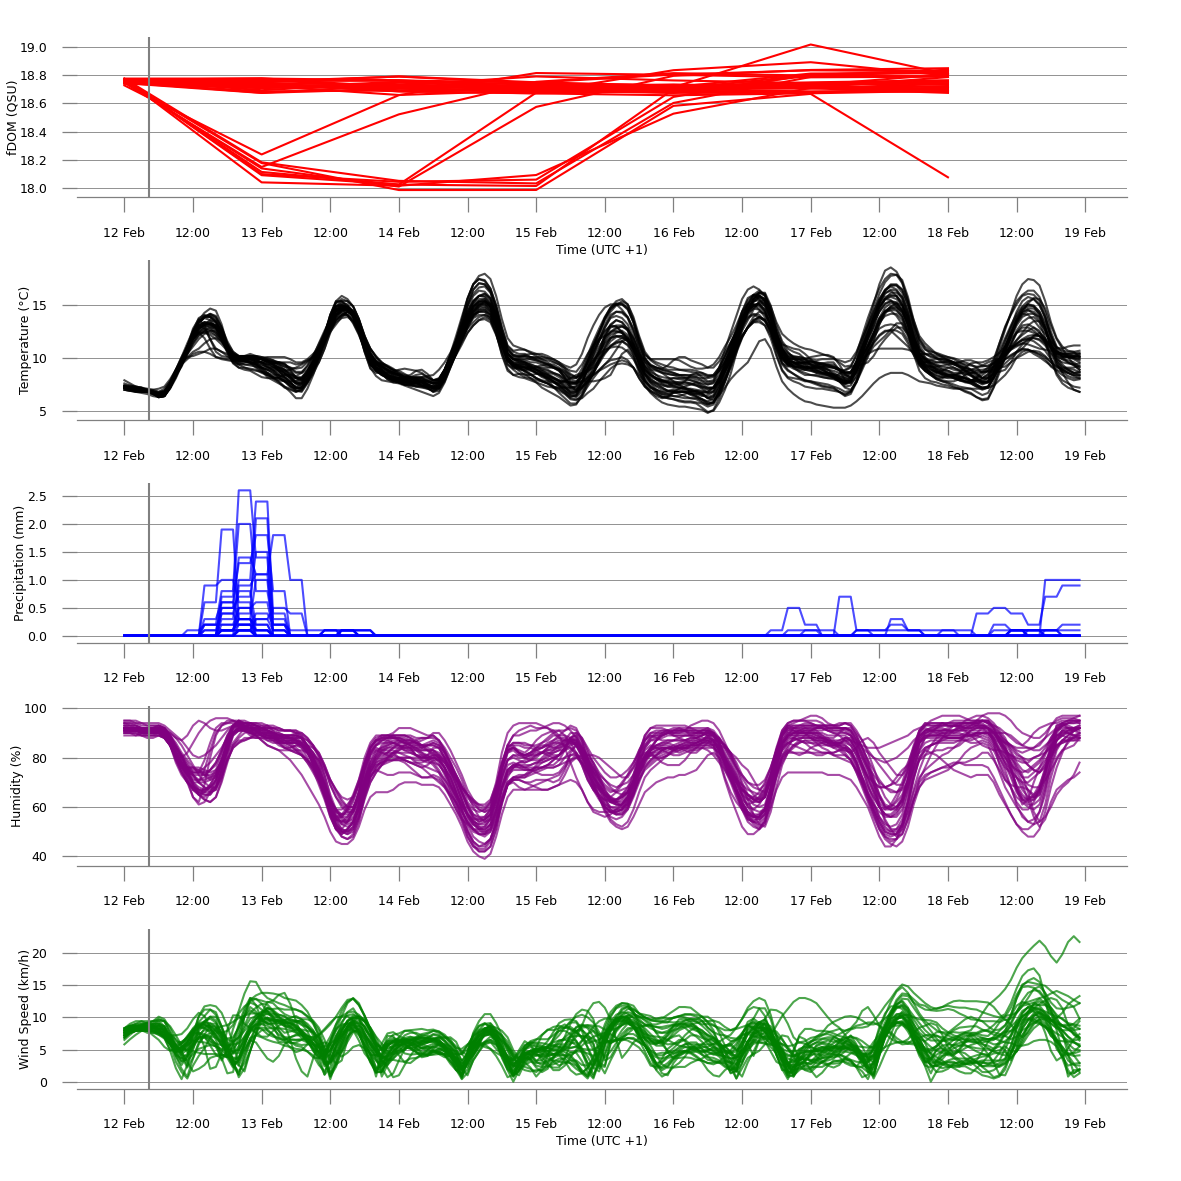 fDOM (QSU)
19.0
18.8
18.6
18.4
18.2
18.0
12 Feb 12:00 13 Feb 12:00 14 Feb 12:00 15 Feb 12:00 16 Feb 12:00 17 Feb 12:00 18 Feb 12:00 19 Feb
Time (UTC +1)
Temperature (°C)
15
10
5
12 Feb 12:00 13 Feb 12:00 14 Feb 12:00 15 Feb 12:00 16 Feb 12:00 17 Feb 12:00 18 Feb 12:00 19 Feb
Precipitation (mm)
2.5
2.0
1.5
1.0
0.5
0.0
12 Feb 12:00 13 Feb 12:00 14 Feb 12:00 15 Feb 12:00 16 Feb 12:00 17 Feb 12:00 18 Feb 12:00 19 Feb
Humidity (%)
100
80
60
40
12 Feb 12:00 13 Feb 12:00 14 Feb 12:00 15 Feb 12:00 16 Feb 12:00 17 Feb 12:00 18 Feb 12:00 19 Feb
Wind Speed (km/h)
20
15
10
5
0
12 Feb 12:00 13 Feb 12:00 14 Feb 12:00 15 Feb 12:00 16 Feb 12:00 17 Feb 12:00 18 Feb 12:00 19 Feb
Time (UTC +1)